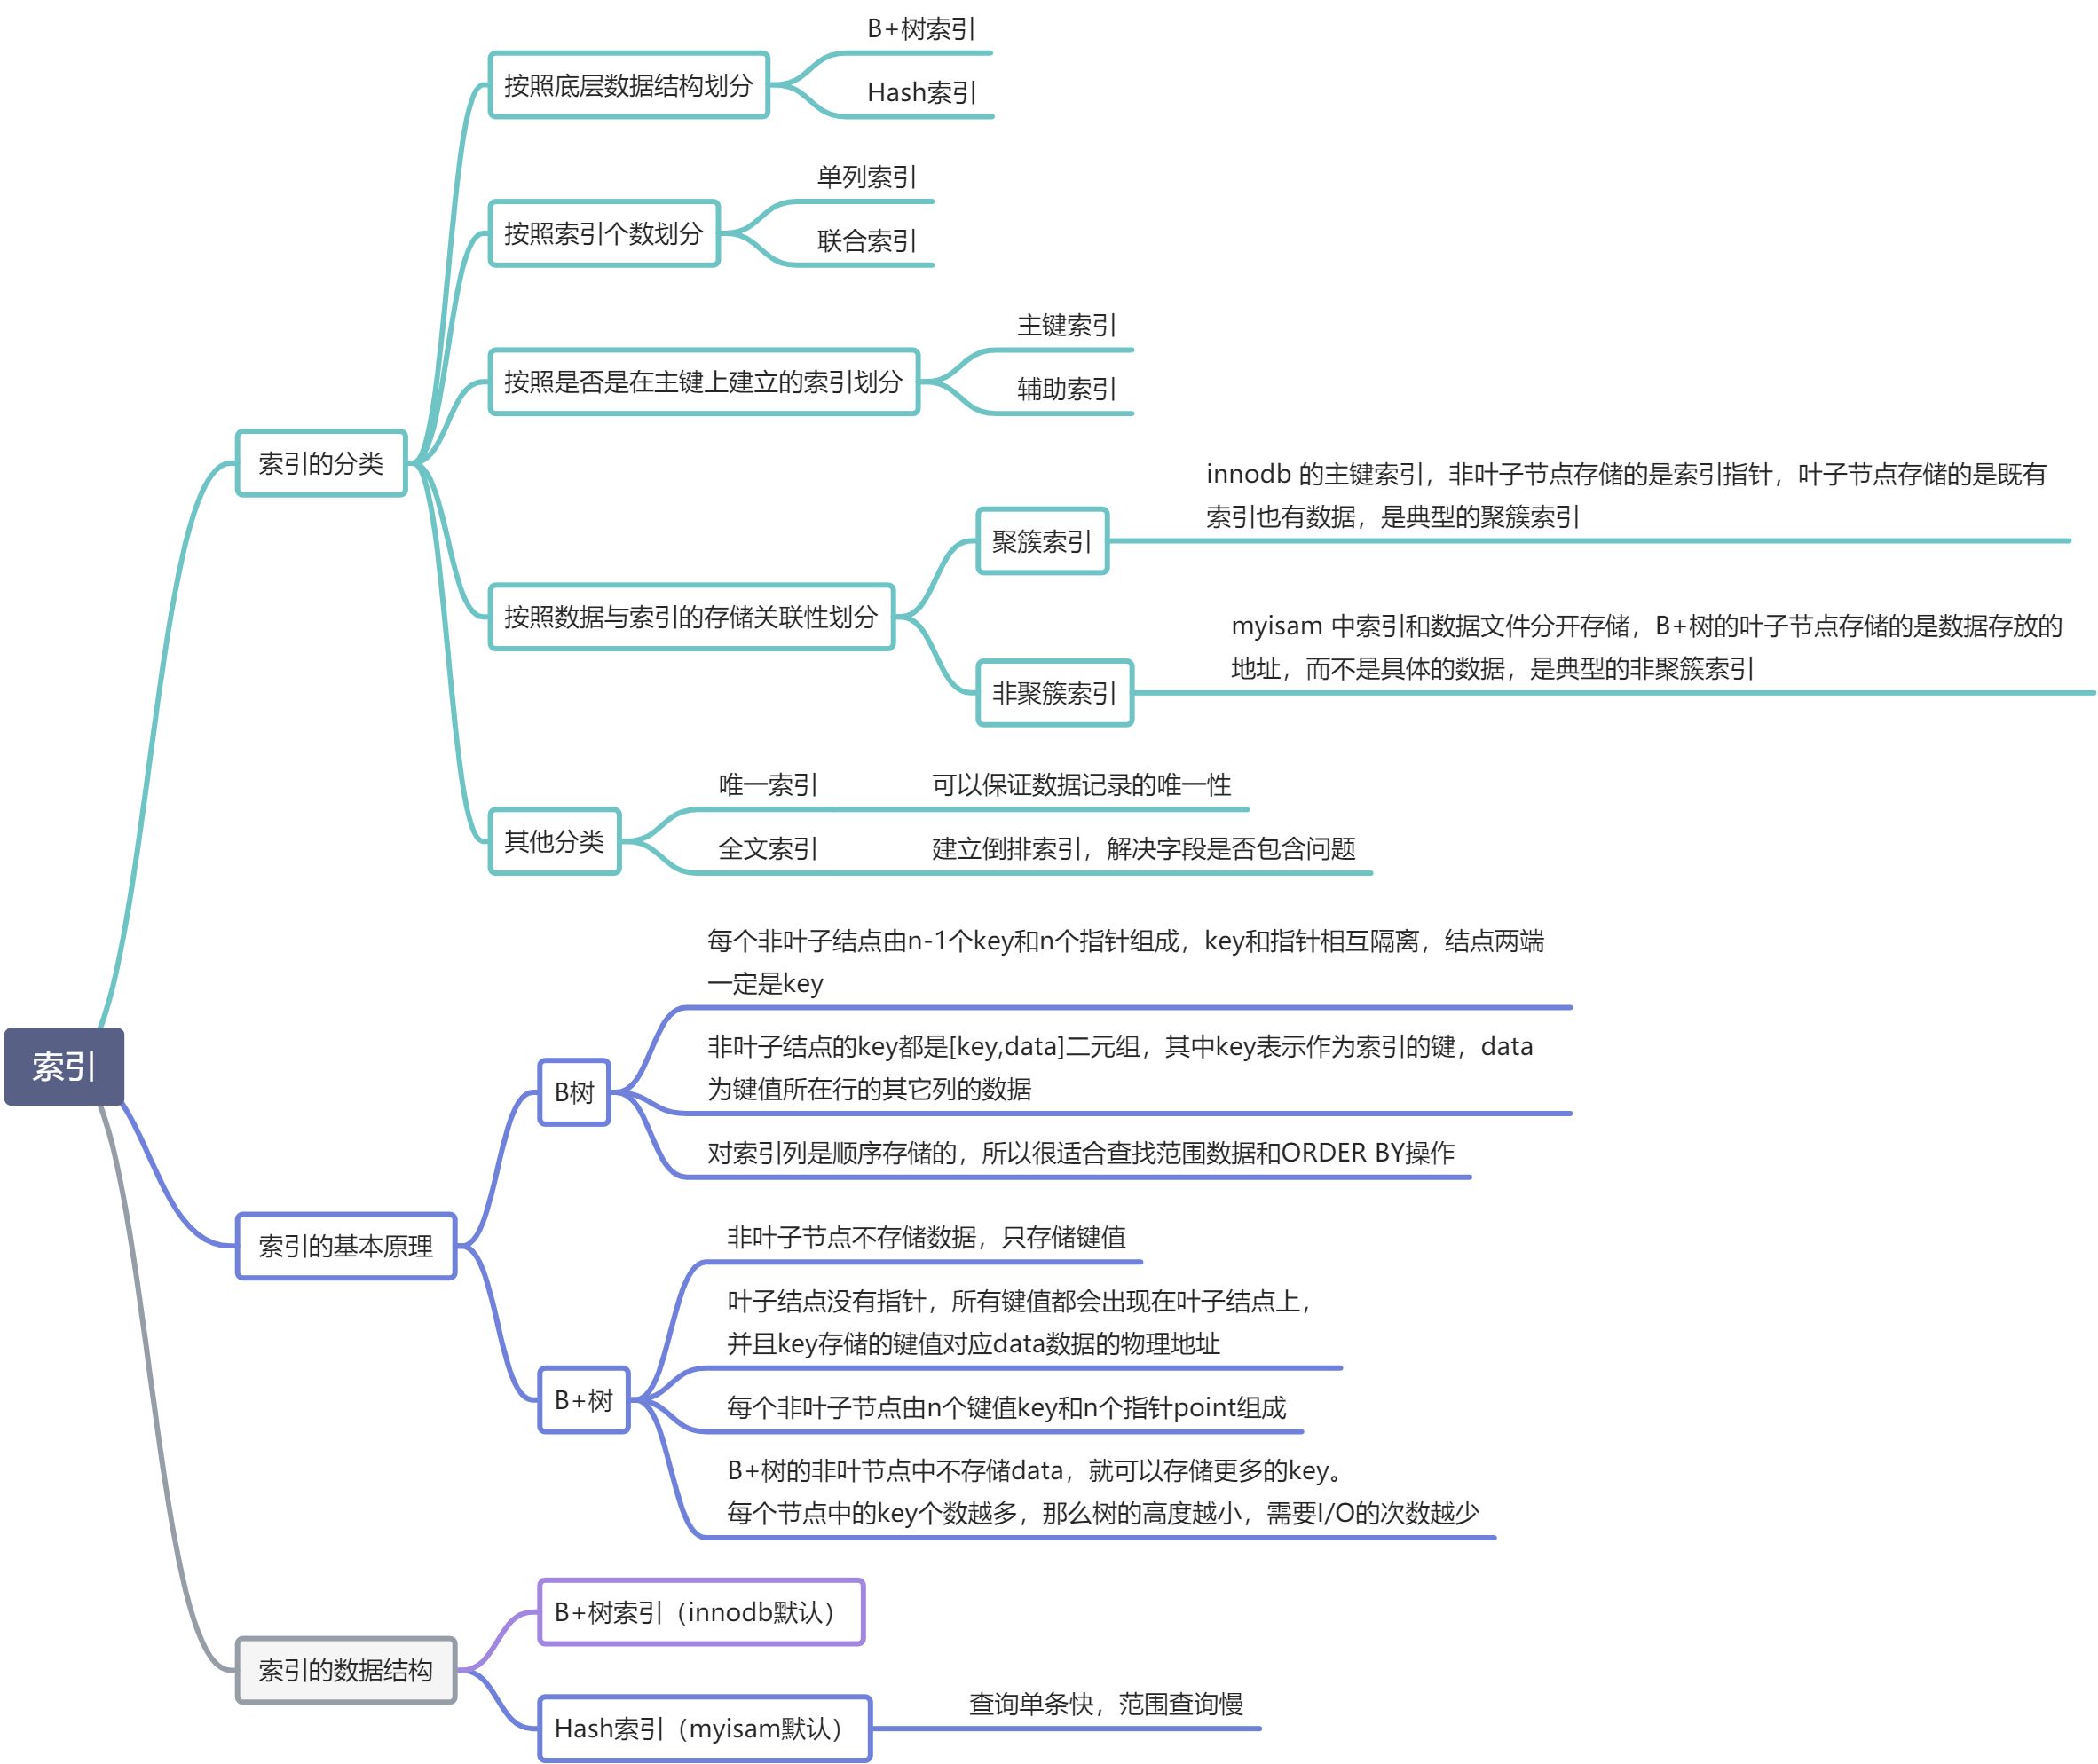 索引
索引的分类
按照底层数据结构划分
B+树索引
Hash索引
按照索引个数划分
单列索引
联合索引
按照是否是在主键上建立的索引划分
主键索引
辅助索引
按照数据与索引的存储关联性划分
聚簇索引
innodb 的主键索引，非叶子节点存储的是索引指针，叶子节点存储的是既有
索引也有数据，是典型的聚簇索引
非聚簇索引
myisam 中索引和数据文件分开存储，B+树的叶子节点存储的是数据存放的
地址，而不是具体的数据，是典型的非聚簇索引
其他分类
唯一索引
可以保证数据记录的唯一性
全文索引
建立倒排索引，解决字段是否包含问题
索引的基本原理
B树
每个非叶子结点由n-1个key和n个指针组成，key和指针相互隔离，结点两端
一定是key
非叶子结点的key都是[key,data]二元组，其中key表示作为索引的键，data
为键值所在行的其它列的数据
对索引列是顺序存储的，所以很适合查找范围数据和ORDER BY操作
B+树
非叶子节点不存储数据，只存储键值
叶子结点没有指针，所有键值都会出现在叶子结点上，
并且key存储的键值对应data数据的物理地址
每个非叶子节点由n个键值key和n个指针point组成
B+树的非叶节点中不存储data，就可以存储更多的key。
每个节点中的key个数越多，那么树的高度越小，需要I/O的次数越少
索引的数据结构
B+树索引（innodb默认）
Hash索引（myisam默认）
查询单条快，范围查询慢